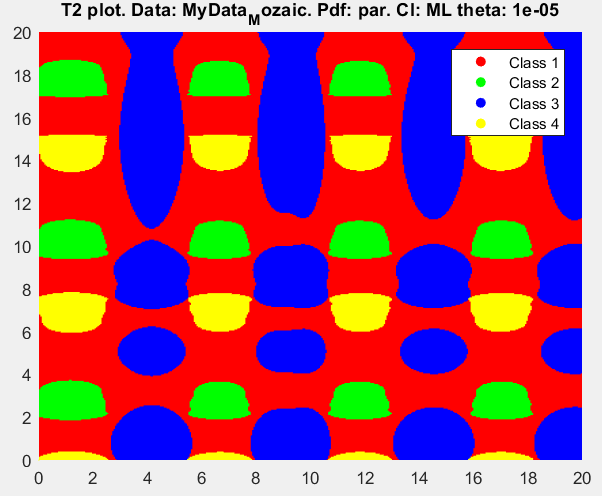 T2 plot. Data: MyData_Mozaic. Pdf: par. Cl: ML theta: 1e-05
20
18
16
14
12
10
8
6
4
2
0
Class 1
Class 2
Class 3
Class 4
0 2 4 6 8 10 12 14 16 18 20